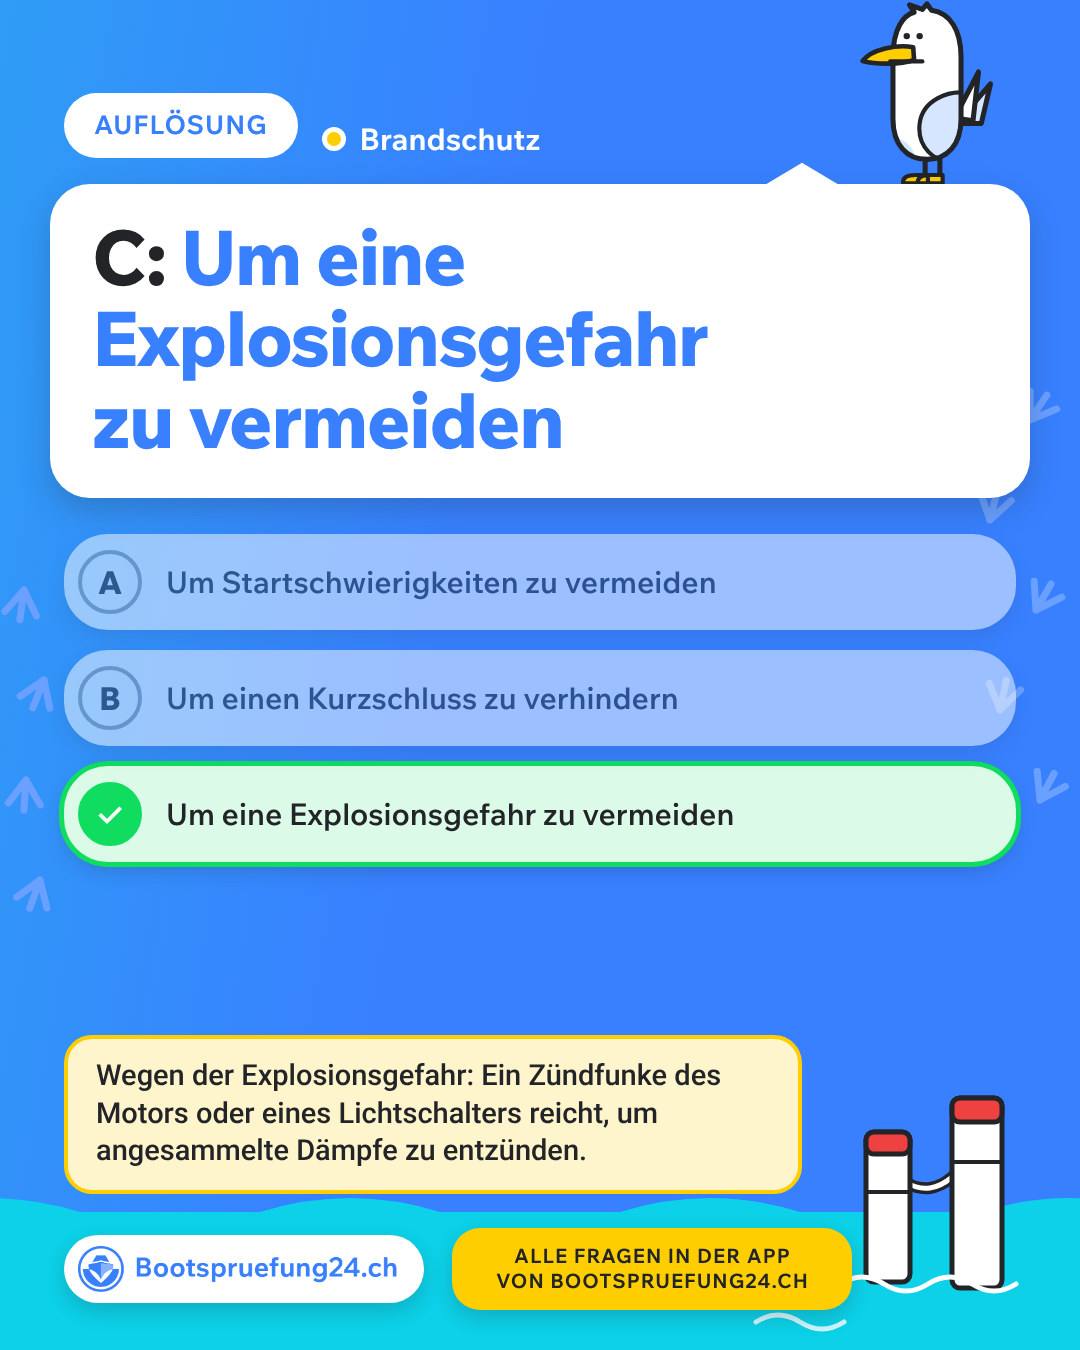 AUFLÖSUNG
Brandschutz
C: Um eine
Explosionsgefahr
zu vermeiden
A Um Startschwierigkeiten zu vermeiden
B Um einen Kurzschluss zu verhindern
Um eine Explosionsgefahr zu vermeiden
Wegen der Explosionsgefahr: Ein Zündfunke des
Motors oder eines Lichtschalters reicht, um
angesammelte Dämpfe zu entzünden.
Bootspruefung24.ch
ALLE FRAGEN IN DER APP
VON BOOTSPRUEFUNG24.CH